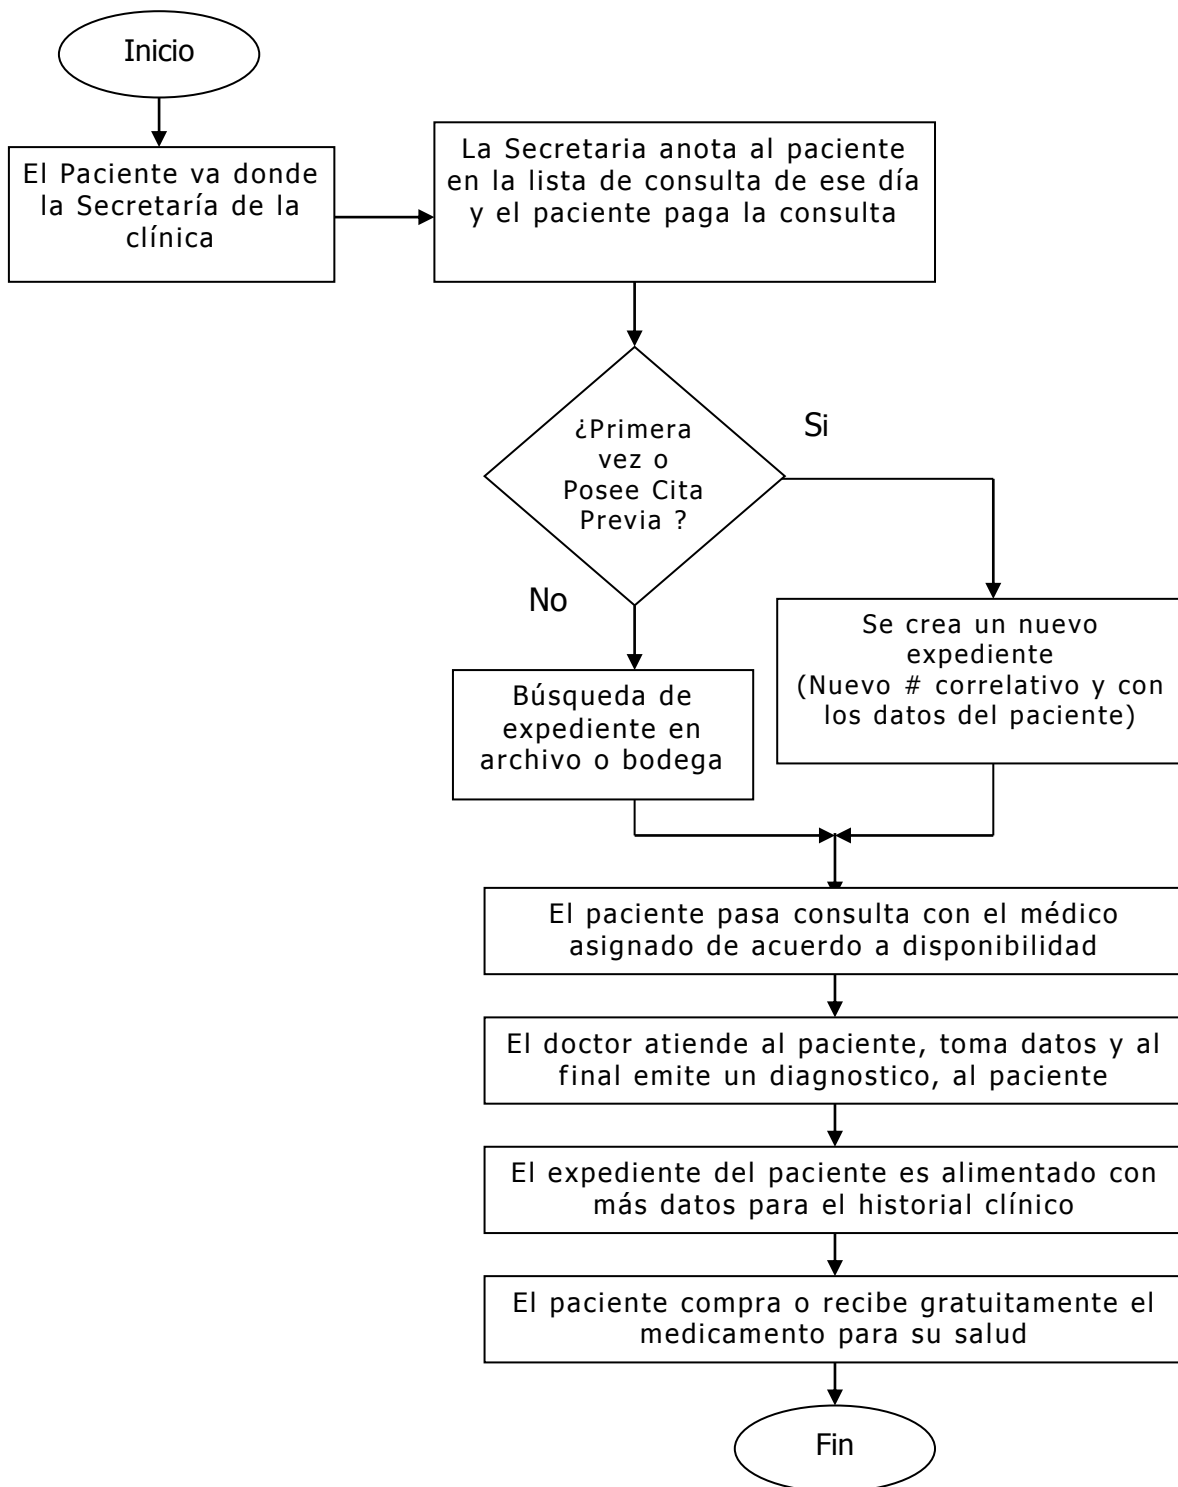 Inicio
El Paciente va donde
la Secretaría de la
clínica
La Secretaria anota al paciente
en la lista de consulta de ese día
y el paciente paga la consulta
¿Primera
vez o
Posee Cita
Previa ?
Si
No
Se crea un nuevo
expediente
(Nuevo # correlativo y con
los datos del paciente)
Búsqueda de
expediente en
archivo o bodega
El paciente pasa consulta con el médico
asignado de acuerdo a disponibilidad
El doctor atiende al paciente, toma datos y al
final emite un diagnostico, al paciente
El expediente del paciente es alimentado con
más datos para el historial clínico
El paciente compra o recibe gratuitamente el
medicamento para su salud
Fin